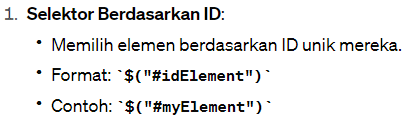 1. Selektor Berdasarkan ID:
• Memilih elemen berdasarkan ID unik mereka.
• Format: `$("#idElement")`
• Contoh: `$("#myElement")`